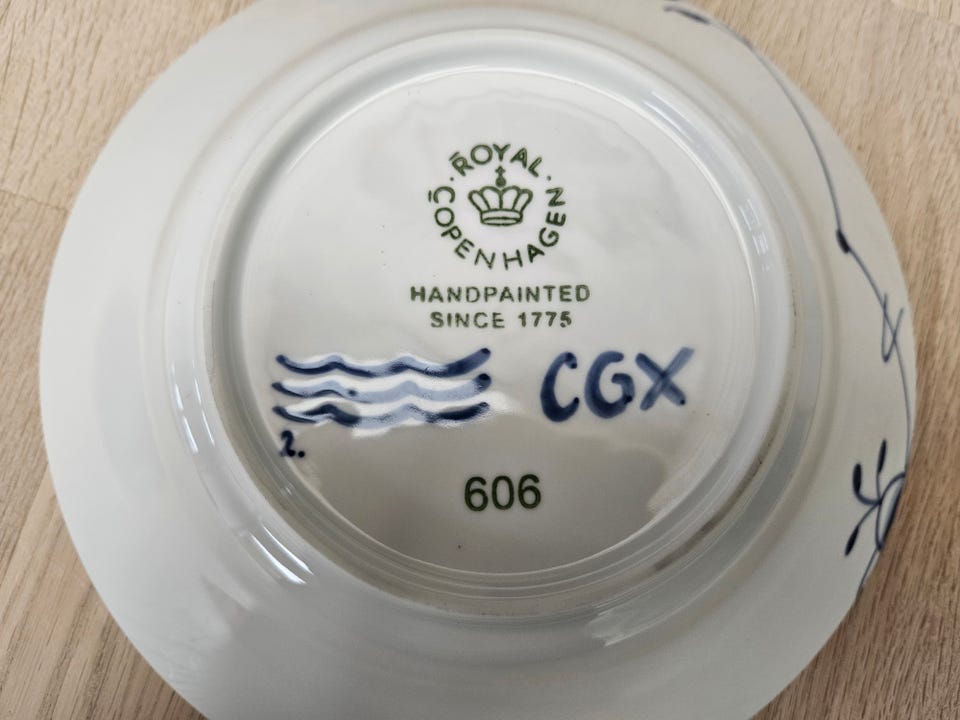 ROYAL
COPENHAGEN
HANDPAINTED
SINCE 1775
CGX
2.
606